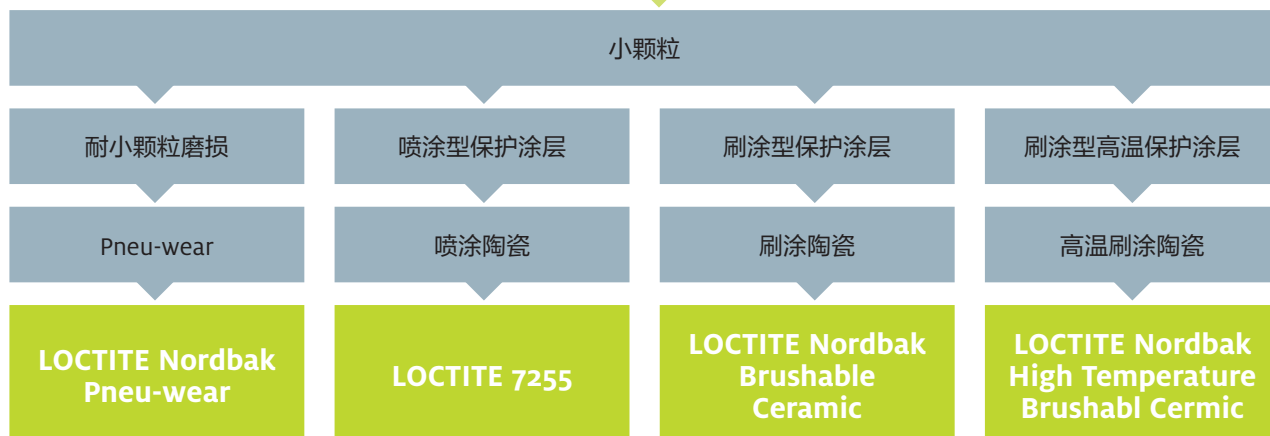 小颗粒
耐小颗粒磨损
喷涂型保护涂层
刷涂型保护涂层
刷涂型高温保护涂层
Pneu-wear
喷涂陶瓷
刷涂陶瓷
高温刷涂陶瓷
LOCTITE Nordbak
Pneu-wear
LOCTITE 7255
LOCTITE Nordbak
Brushable
Ceramic
LOCTITE Nordbak
High Temperature
Brushabl Cermic